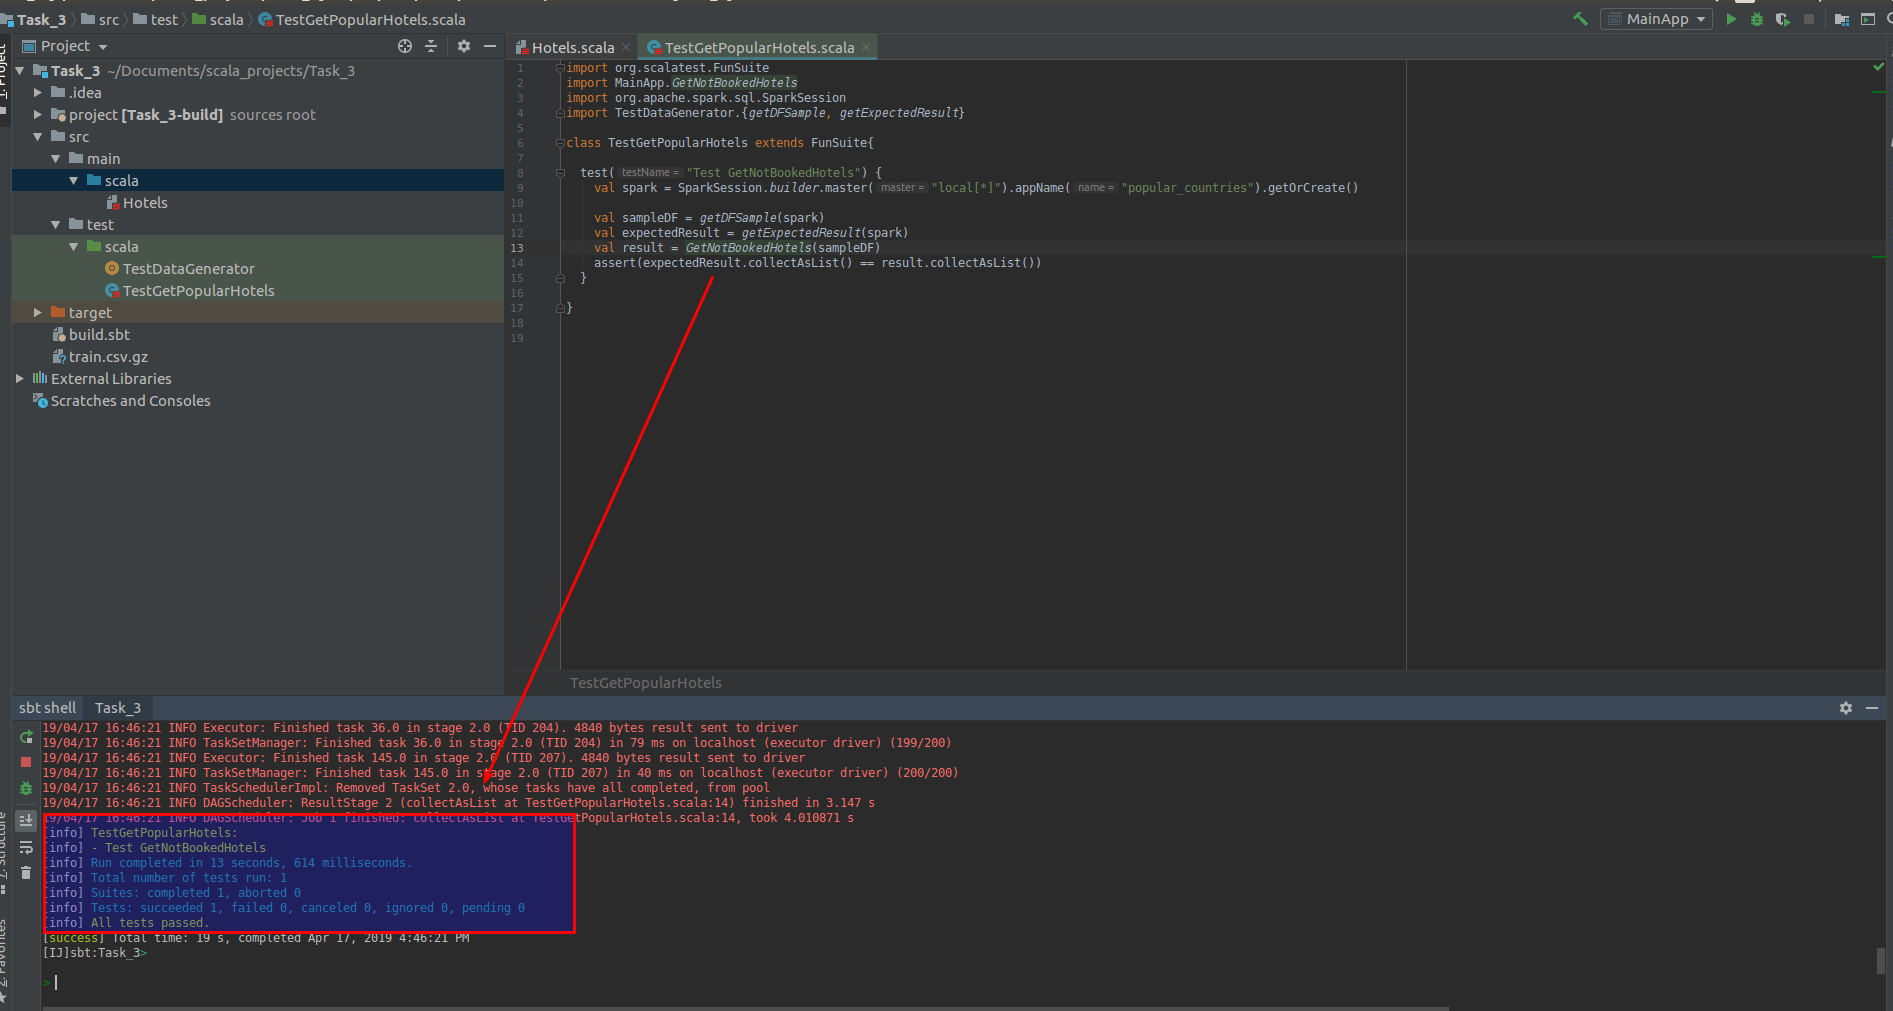 Task_3 src test scala TestGetPopularHotels.scala MainApp
Project Hotels.scala TestGetPopularHotels.scala
Task_3 ~/Documents/scala_projects/Task_3
.idea
project [Task_3-build] sources root
src
main
scala
Hotels
test
scala
TestDataGenerator
TestGetPopularHotels
target
build.sbt
train.csv.gz
External Libraries
Scratches and Consoles
1 import org.scalatest.FunSuite
2 import MainApp.GetNotBookedHotels
3 import org.apache.spark.sql.SparkSession
4 import TestDataGenerator.{getDFSample, getExpectedResult}
5
6 class TestGetPopularHotels extends FunSuite{
7
8 test( testName = "Test GetNotBookedHotels") {
9 val spark = SparkSession.builder.master( master = "local[*]").appName( name = "popular_countries").getOrCreate()
10
11 val sampleDF = getDFSample(spark)
12 val expectedResult = getExpectedResult(spark)
13 val result = GetNotBookedHotels(sampleDF)
14 assert(expectedResult.collectAsList() == result.collectAsList())
15 }
16
17 }
18
19
TestGetPopularHotels
sbt shell Task_3
19/04/17 16:46:21 INFO Executor: Finished task 36.0 in stage 2.0 (TID 204). 4840 bytes result sent to driver
19/04/17 16:46:21 INFO TaskSetManager: Finished task 36.0 in stage 2.0 (TID 204) in 79 ms on localhost (executor driver) (199/200)
19/04/17 16:46:21 INFO Executor: Finished task 145.0 in stage 2.0 (TID 207). 4840 bytes result sent to driver
19/04/17 16:46:21 INFO TaskSetManager: Finished task 145.0 in stage 2.0 (TID 207) in 40 ms on localhost (executor driver) (200/200)
19/04/17 16:46:21 INFO TaskSchedulerImpl: Removed TaskSet 2.0, whose tasks have all completed, from pool
19/04/17 16:46:21 INFO DAGScheduler: ResultStage 2 (collectAsList at TestGetPopularHotels.scala:14) finished in 3.147 s
19/04/17 16:46:21 INFO DAGScheduler: Job 1 finished: collectAsList at TestGetPopularHotels.scala:14, took 4.010871 s
[info] TestGetPopularHotels:
[info] - Test GetNotBookedHotels
[info] Run completed in 13 seconds, 614 milliseconds.
[info] Total number of tests run: 1
[info] Suites: completed 1, aborted 0
[info] Tests: succeeded 1, failed 0, canceled 0, ignored 0, pending 0
[info] All tests passed.
[success] Total time: 19 s, completed Apr 17, 2019 4:46:21 PM
[IJ]sbt:Task_3>
>
1: Project
7: Structure
2: Favorites